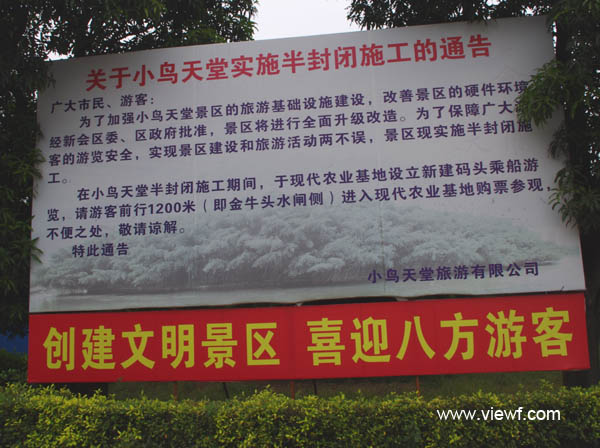 关于小鸟天堂实施半封闭施工的通告
广大市民、游客：
为了加强小鸟天堂景区的旅游基础设施建设，改善景区的硬件环境
经新会区委、区政府批准，景区将进行全面升级改造。为了保障广大
客的游览安全，实现景区建设和旅游活动两不误，景区现实施半封闭施
工。
在小鸟天堂半封闭施工期间，于现代农业基地设立新建码头乘船游
览，请游客前行1200米（即金牛头水闸侧）进入现代农业基地购票参观，
不便之处，敬请谅解。
特此通告
小鸟天堂旅游有限公司
创建文明景区 喜迎八方游客
www.viewf.com